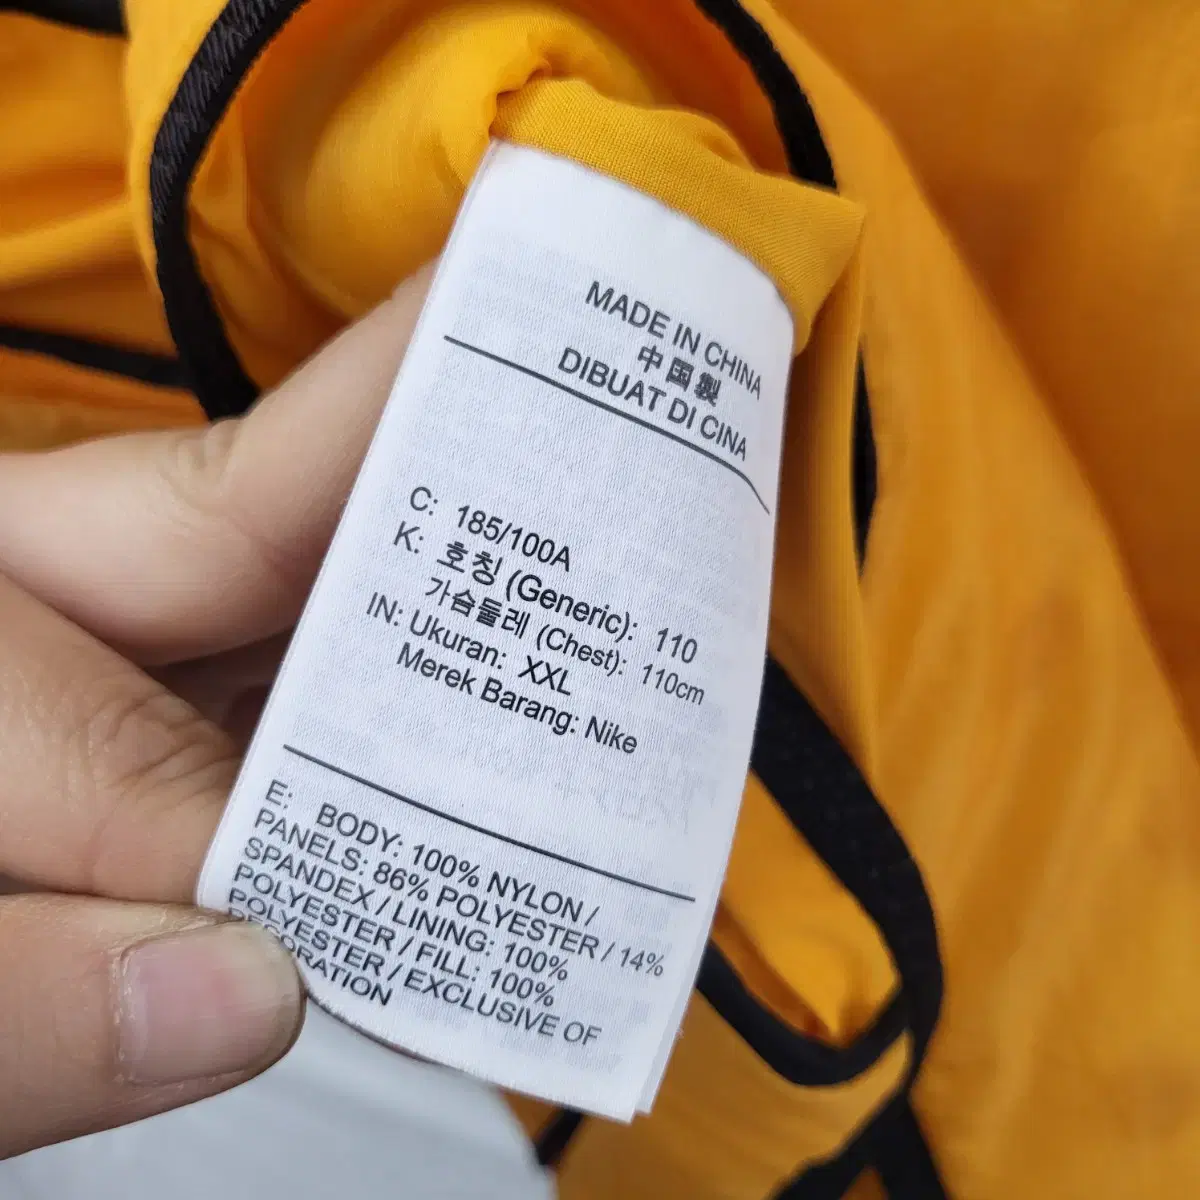 MADE IN CHINA
中国製
DIBUAT DI CINA
C: 185/100A
K: 호칭 (Generic): 110
가슴둘레 (Chest): 110cm
IN: Ukuran: XXL
Merek Barang: Nike
E: BODY: 100% NYLON /
PANELS: 86% POLYESTER / 14%
SPANDEX / LINING: 100%
POLYESTER / FILL: 100%
POLYESTER / EXCLUSIVE OF
DECORATION